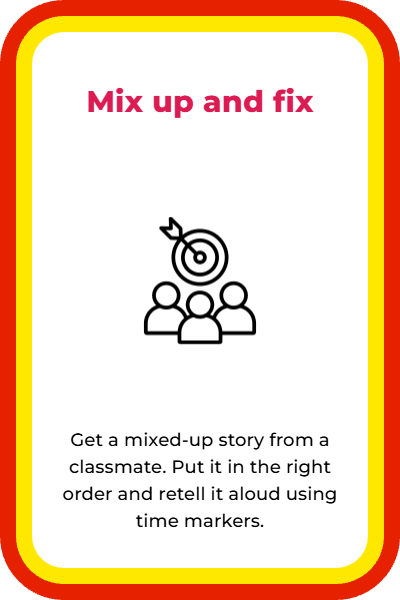 Mix up and fix
Get a mixed-up story from a
classmate. Put it in the right
order and retell it aloud using
time markers.